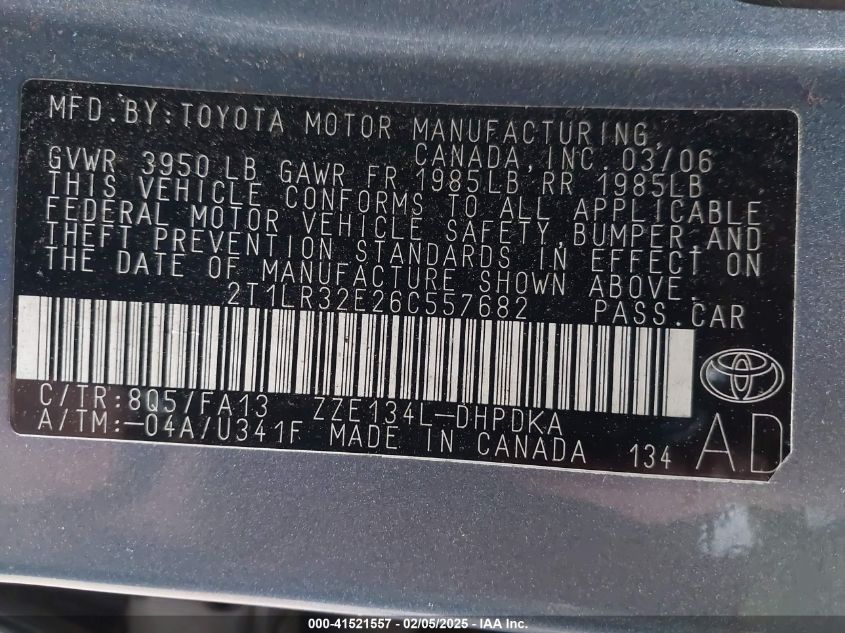 MFD.BY:TOYOTA MOTOR MANUFACTURING,
CANADA,INC. 03/06
GVWR 3950 LB GAWR FR 1985LB RR 1985LB
THIS VEHICLE CONFORMS TO ALL APPLICABLE
FEDERAL MOTOR VEHICLE SAFETY,BUMPER,AND
THEFT PREVENTION STANDARDS IN EFFECT ON
THE DATE OF MANUFACTURE SHOWN ABOVE.
2T1LR32E26C557682 PASS.CAR
C/TR:8Q5/FA13 ZZE134L-DHPDKA
A/TM:-04A/U341F MADE IN CANADA 134
AD
000-41521557 - 02/05/2025 - IAA Inc.